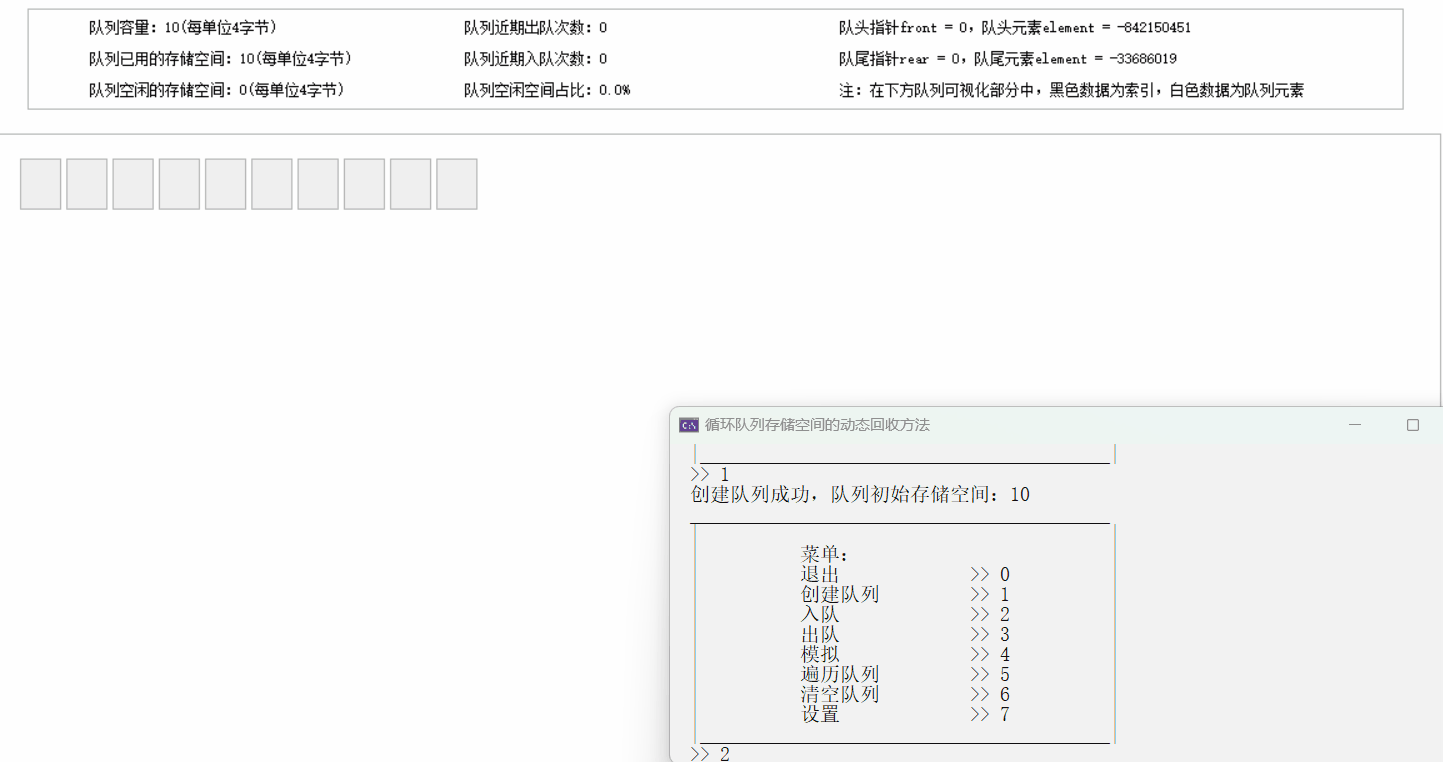 队列容量：10(每单位4字节) 队列近期出队次数：0 队头指针front = 0，队头元素element = -842150451
队列已用的存储空间：10(每单位4字节) 队列近期入队次数：0 队尾指针rear = 0，队尾元素element = -33686019
队列空闲的存储空间：0(每单位4字节) 队列空闲空间占比：0.0% 注：在下方队列可视化部分中，黑色数据为索引，白色数据为队列元素
循环队列存储空间的动态回收方法
>> 1
创建队列成功，队列初始存储空间：10
菜单：
退出 >> 0
创建队列 >> 1
入队 >> 2
出队 >> 3
模拟 >> 4
遍历队列 >> 5
清空队列 >> 6
设置 >> 7
>> 2